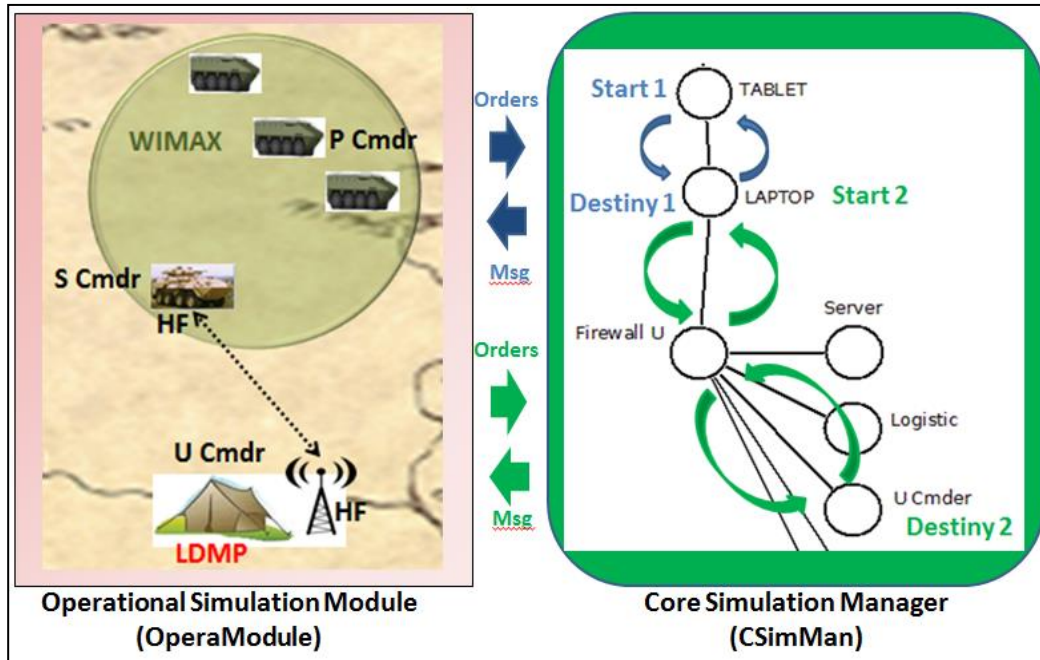 WIMAX
P Cmdr
S Cmdr
HF
U Cmdr
HF
LDMP
Operational Simulation Module
(OperaModule)
Orders
Msg
Orders
Msg
Start 1
TABLET
Destiny 1
LAPTOP
Start 2
Firewall U
Server
Logistic
U Cmder
Destiny 2
Core Simulation Manager
(CSimMan)